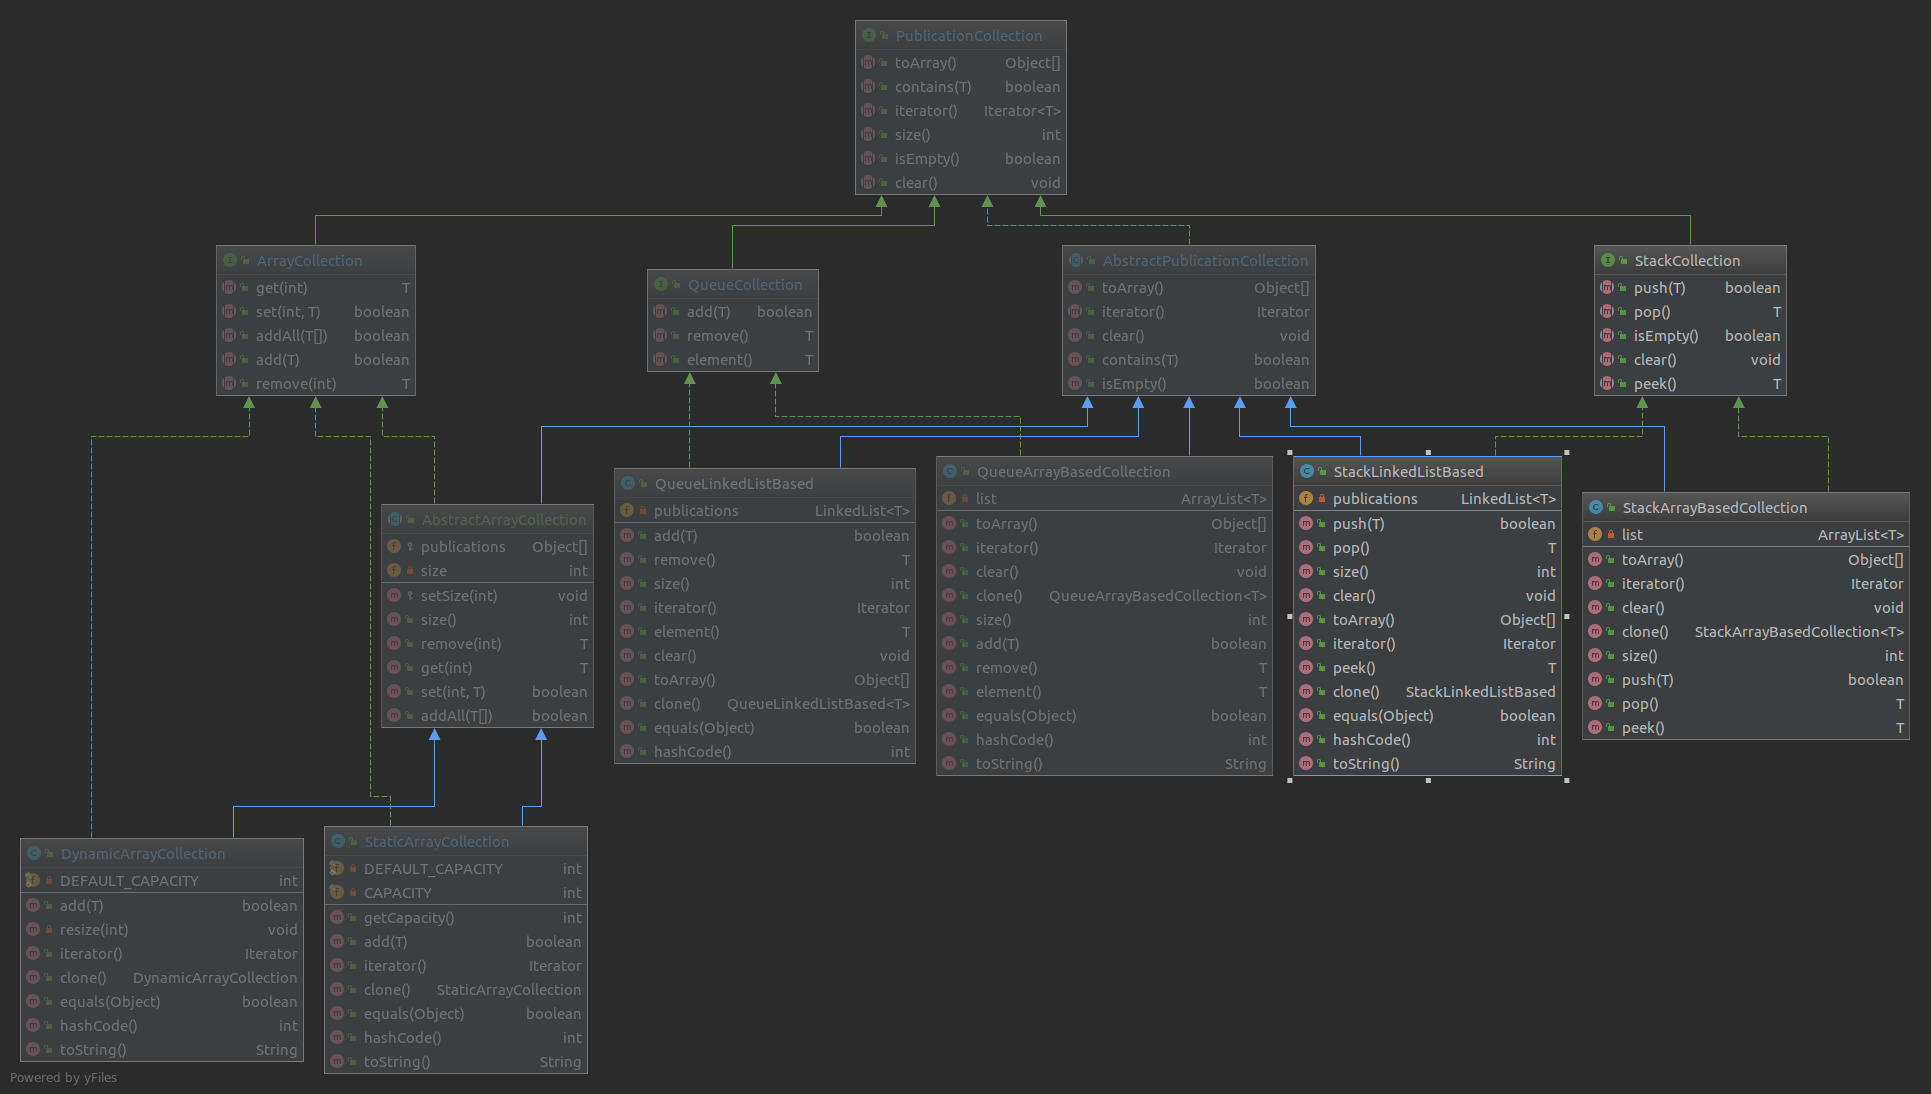 PublicationCollection
toArray() Object[]
contains(T) boolean
iterator() Iterator<T>
size() int
isEmpty() boolean
clear() void
ArrayCollection
get(int) T
set(int, T) boolean
addAll(T[]) boolean
add(T) boolean
remove(int) T
QueueCollection
add(T) boolean
remove() T
element() T
AbstractPublicationCollection
toArray() Object[]
iterator() Iterator
clear() void
contains(T) boolean
isEmpty() boolean
StackCollection
push(T) boolean
pop() T
isEmpty() boolean
clear() void
peek() T
AbstractArrayCollection
publications Object[]
size int
setSize(int) void
size() int
remove(int) T
get(int) T
set(int, T) boolean
addAll(T[]) boolean
QueueLinkedListBased
publications LinkedList<T>
add(T) boolean
remove() T
size() int
iterator() Iterator
element() T
clear() void
toArray() Object[]
clone() QueueLinkedListBased<T>
equals(Object) boolean
hashCode() int
QueueArrayBasedCollection
list ArrayList<T>
toArray() Object[]
iterator() Iterator
clear() void
clone() QueueArrayBasedCollection<T>
size() int
add(T) boolean
remove() T
element() T
equals(Object) boolean
hashCode() int
toString() String
StackLinkedListBased
publications LinkedList<T>
push(T) boolean
pop() T
size() int
clear() void
toArray() Object[]
iterator() Iterator
peek() T
clone() StackLinkedListBased
equals(Object) boolean
hashCode() int
toString() String
StackArrayBasedCollection
list ArrayList<T>
toArray() Object[]
iterator() Iterator
clear() void
clone() StackArrayBasedCollection<T>
size() int
push(T) boolean
pop() T
peek() T
DynamicArrayCollection
DEFAULT_CAPACITY int
add(T) boolean
resize(int) void
iterator() Iterator
clone() DynamicArrayCollection
equals(Object) boolean
hashCode() int
toString() String
StaticArrayCollection
DEFAULT_CAPACITY int
CAPACITY int
getCapacity() int
add(T) boolean
iterator() Iterator
clone() StaticArrayCollection
equals(Object) boolean
hashCode() int
toString() String
Powered by yFiles